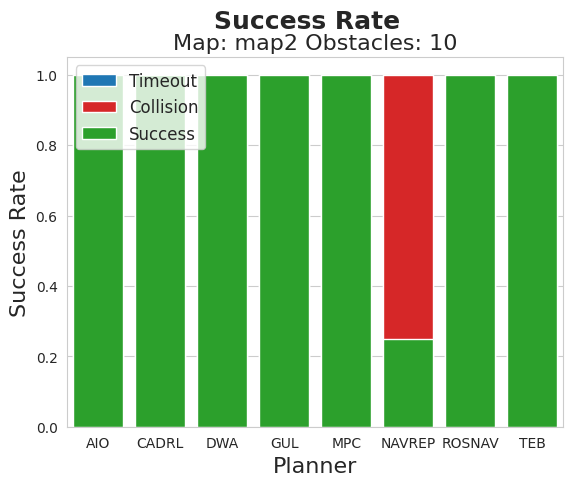 Success Rate
Map: map2 Obstacles: 10
Timeout
Collision
Success
Success Rate
1.0
0.8
0.6
0.4
0.2
0.0
AIO CADRL DWA GUL MPC NAVREP ROSNAV TEB
Planner